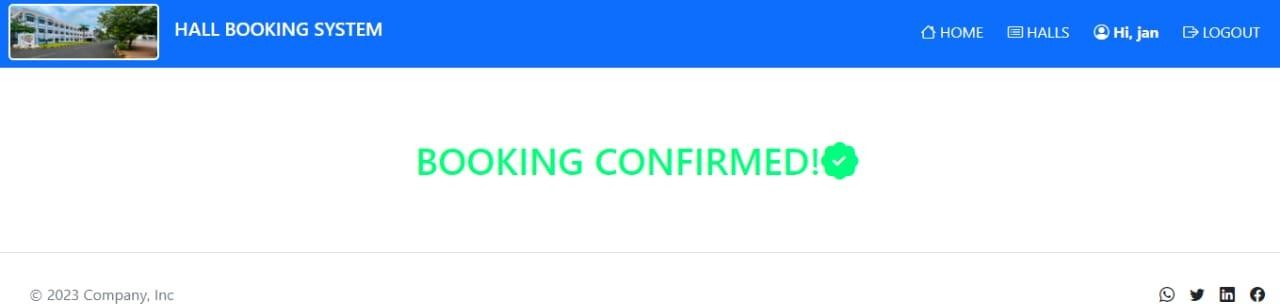 HALL BOOKING SYSTEM
HOME
HALLS
Hi, jan
LOGOUT
BOOKING CONFIRMED!
© 2023 Company, Inc